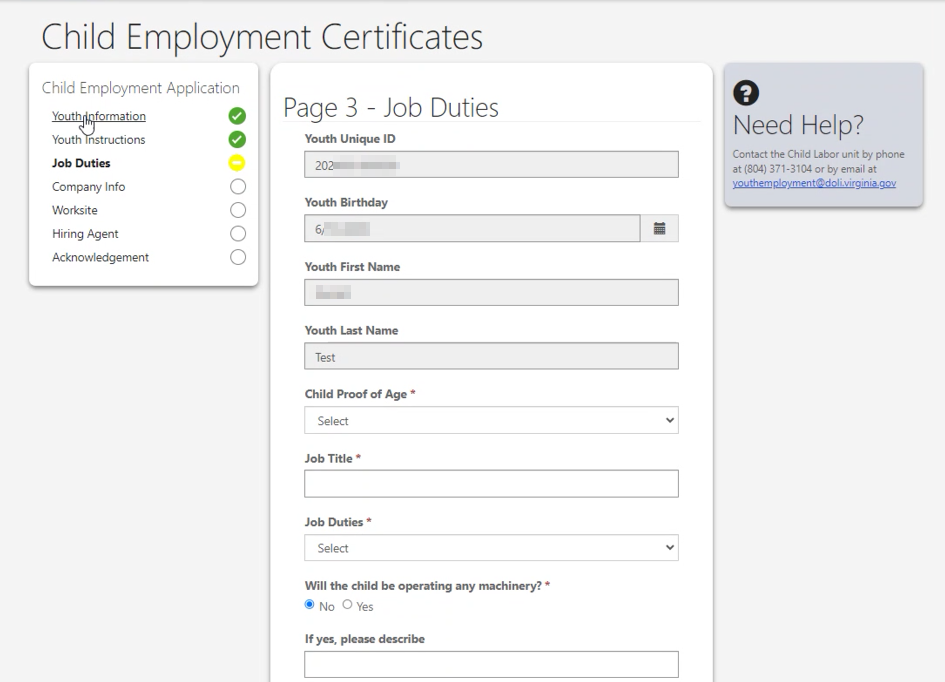 Child Employment Certificates
Child Employment Application
Youth Information
Youth Instructions
Job Duties
Company Info
Worksite
Hiring Agent
Acknowledgement
Page 3 - Job Duties
Youth Unique ID
202
Youth Birthday
6/
Youth First Name
Youth Last Name
Test
Child Proof of Age *
Select
Job Title *
Job Duties *
Select
Will the child be operating any machinery? *
No Yes
If yes, please describe
?
Need Help?
Contact the Child Labor unit by phone
at (804) 371-3104 or by email at
youthemployment@doli.virginia.gov